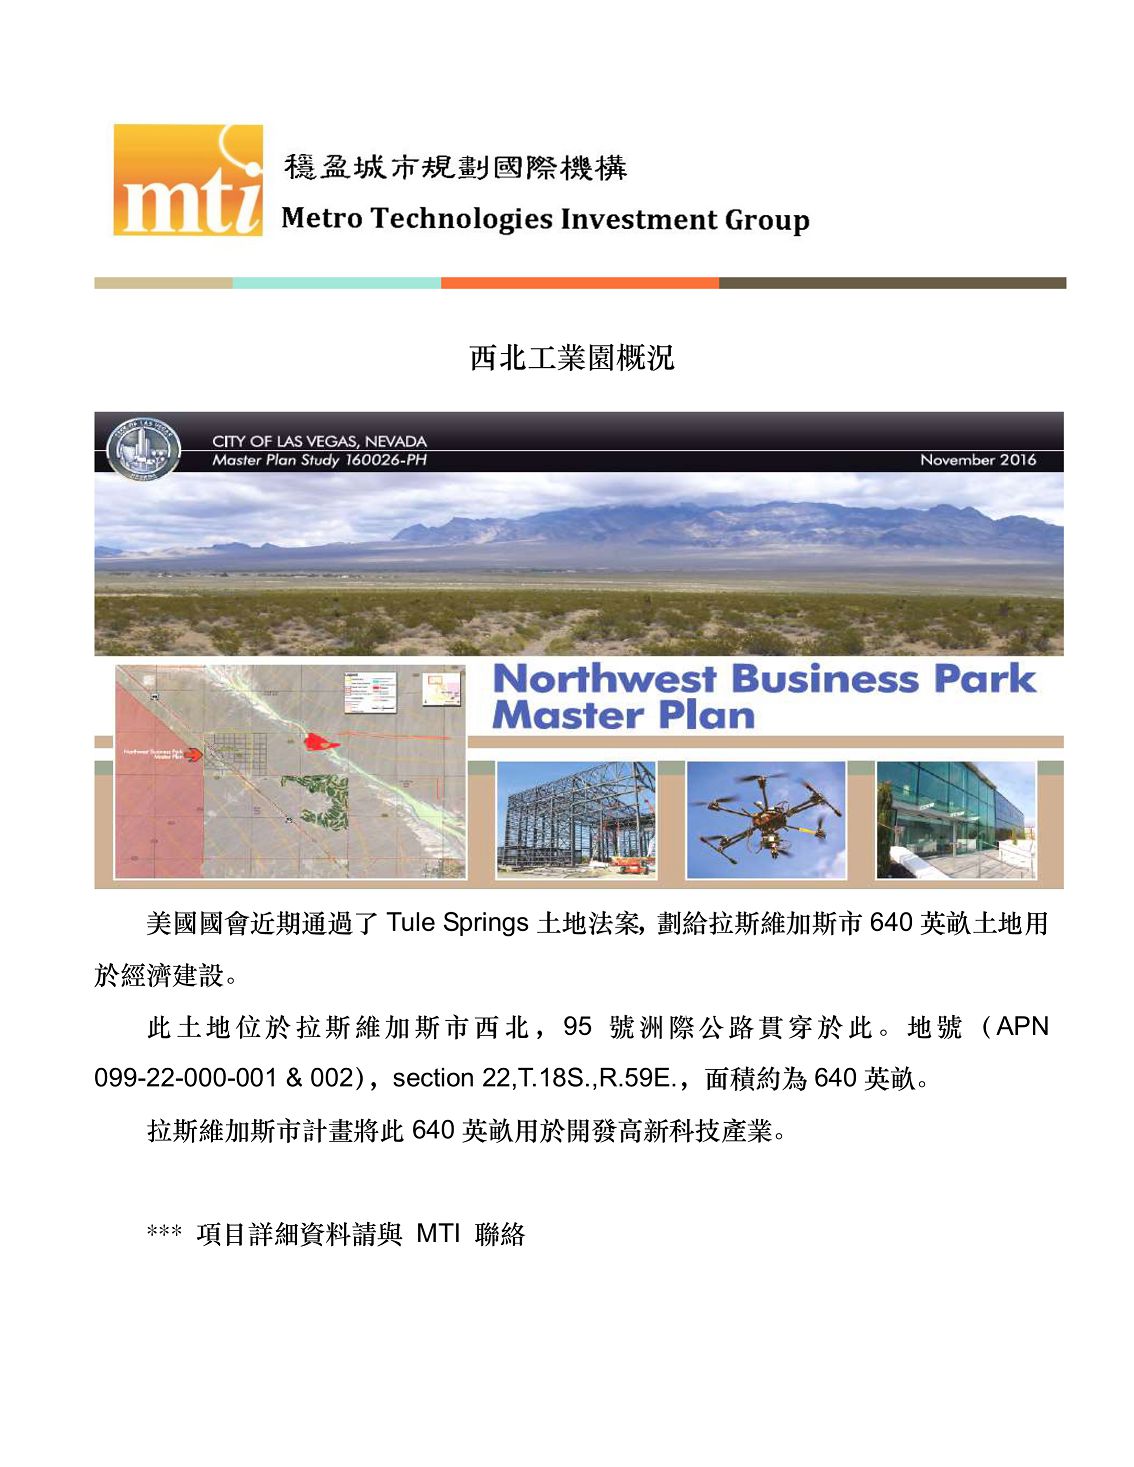 mti
穩盈城市規劃國際機構
Metro Technologies Investment Group
西北工業園概況
CITY OF LAS VEGAS, NEVADA
Master Plan Study 160026-PH
November 2016
Northwest Business Park
Master Plan
Northwest Business Park
Master Plan
美國國會近期通過了 Tule Springs 土地法案，劃給拉斯維加斯市 640 英畝土地用
於經濟建設。
此土地位於拉斯維加斯市西北，95 號洲際公路貫穿於此。地號（APN
099-22-000-001 & 002），section 22,T.18S.,R.59E.，面積約為 640 英畝。
拉斯維加斯市計畫將此 640 英畝用於開發高新科技產業。
*** 項目詳細資料請與 MTI 聯絡